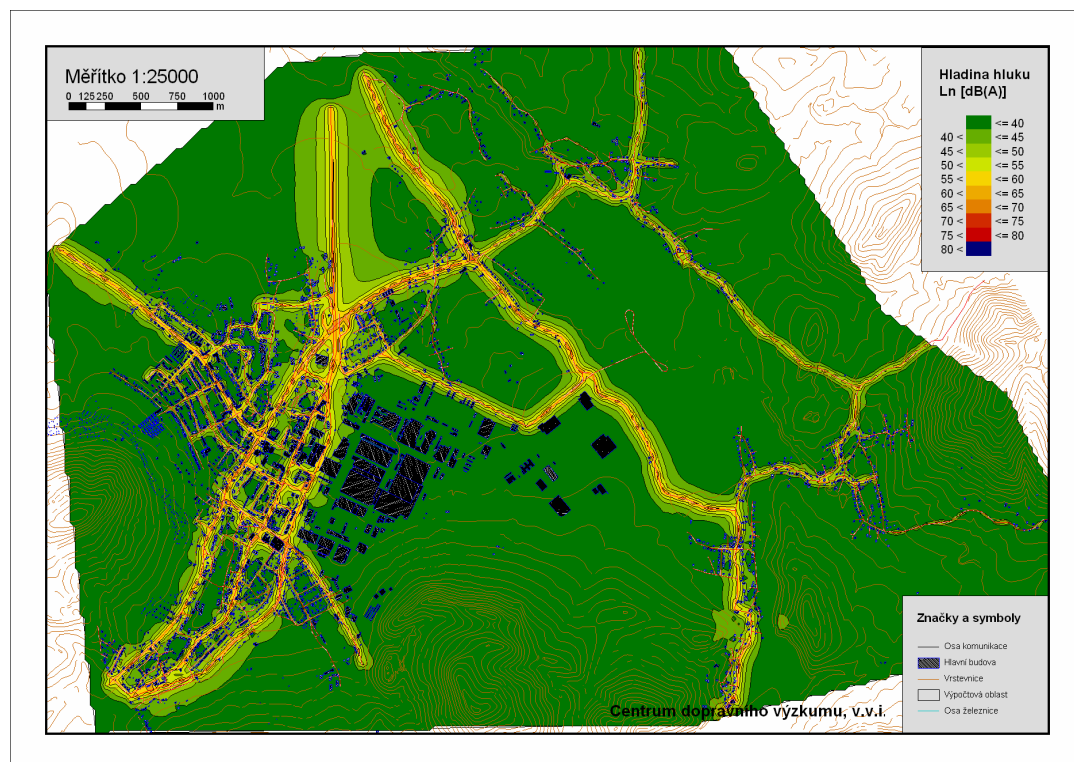 Měřítko 1:25000
0 125 250 500 750 1000
m
Hladina hluku
Ln [dB(A)]
<= 40
40 < <= 45
45 < <= 50
50 < <= 55
55 < <= 60
60 < <= 65
65 < <= 70
70 < <= 75
75 < <= 80
80 <
Značky a symboly
Osa komunikace
Hlavní budova
Vrstevnice
Výpočtová oblast
Osa železnice
Centrum dopravního výzkumu, v.v.i.